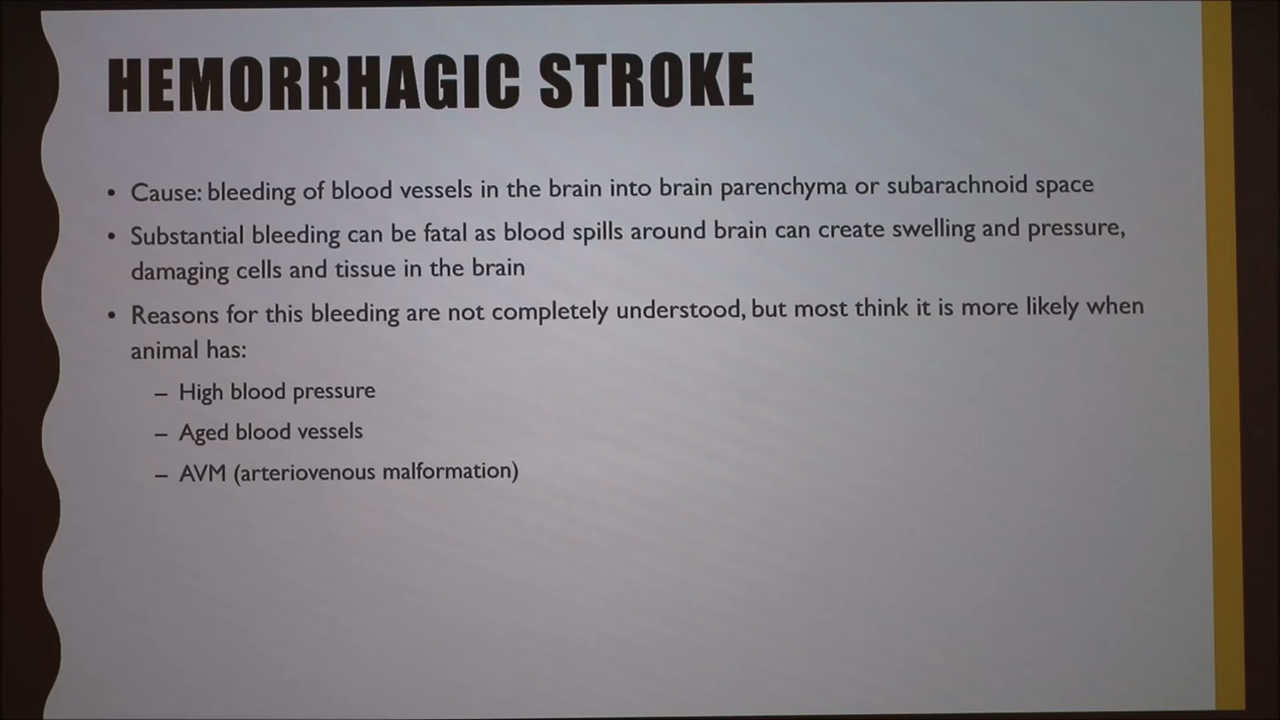 HEMORRHAGIC STROKE
• Cause: bleeding of blood vessels in the brain into brain parenchyma or subarachnoid space
• Substantial bleeding can be fatal as blood spills around brain can create swelling and pressure,
damaging cells and tissue in the brain
• Reasons for this bleeding are not completely understood, but most think it is more likely when
animal has:
– High blood pressure
– Aged blood vessels
– AVM (arteriovenous malformation)